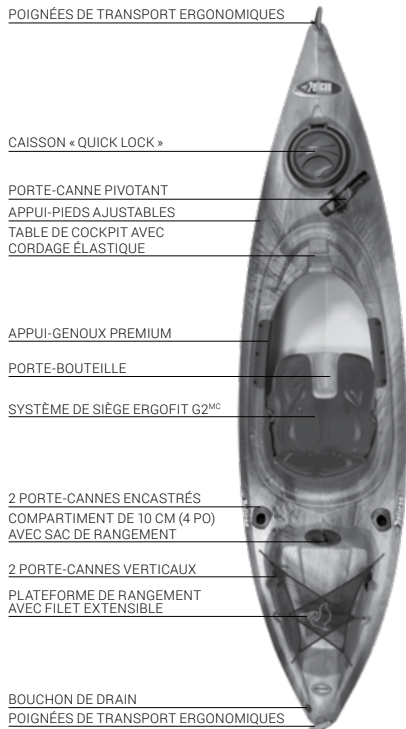 POIGNÉES DE TRANSPORT ERGONOMIQUES
Pelican
CAISSON « QUICK LOCK »
PORTE-CANNE PIVOTANT
APPUI-PIEDS AJUSTABLES
TABLE DE COCKPIT AVEC
CORDAGE ÉLASTIQUE
APPUI-GENOUX PREMIUM
PORTE-BOUTEILLE
SYSTÈME DE SIÈGE ERGOFIT G2MC
2 PORTE-CANNES ENCASTRÉS
COMPARTIMENT DE 10 CM (4 PO)
AVEC SAC DE RANGEMENT
2 PORTE-CANNES VERTICAUX
PLATEFORME DE RANGEMENT
AVEC FILET EXTENSIBLE
BOUCHON DE DRAIN
POIGNÉES DE TRANSPORT ERGONOMIQUES